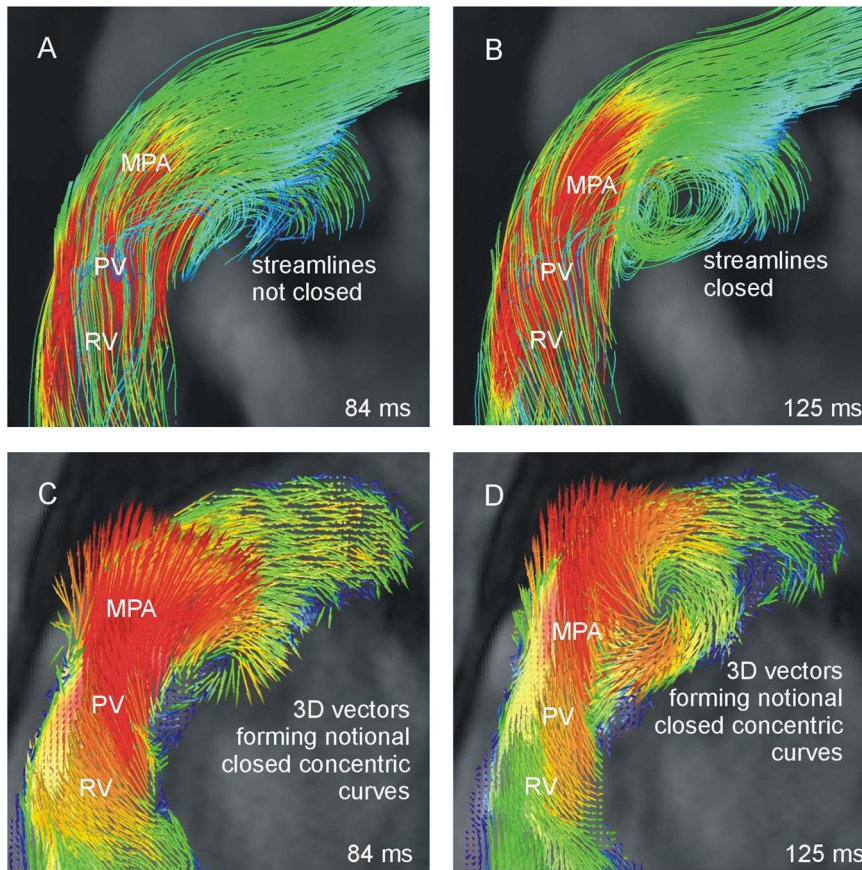 A
MPA
PV
RV
streamlines
not closed
84 ms
B
MPA
PV
RV
streamlines
closed
125 ms
C
MPA
PV
RV
3D vectors
forming notional
closed concentric
curves
84 ms
D
MPA
PV
RV
3D vectors
forming notional
closed concentric
curves
125 ms